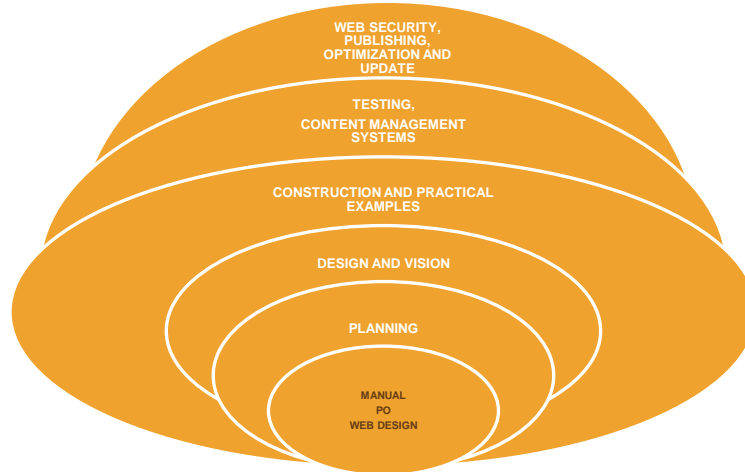 WEB SECURITY,
PUBLISHING,
OPTIMIZATION AND
UPDATE
TESTING,
CONTENT MANAGEMENT
SYSTEMS
CONSTRUCTION AND PRACTICAL
EXAMPLES
DESIGN AND VISION
PLANNING
MANUAL
PO
WEB DESIGN